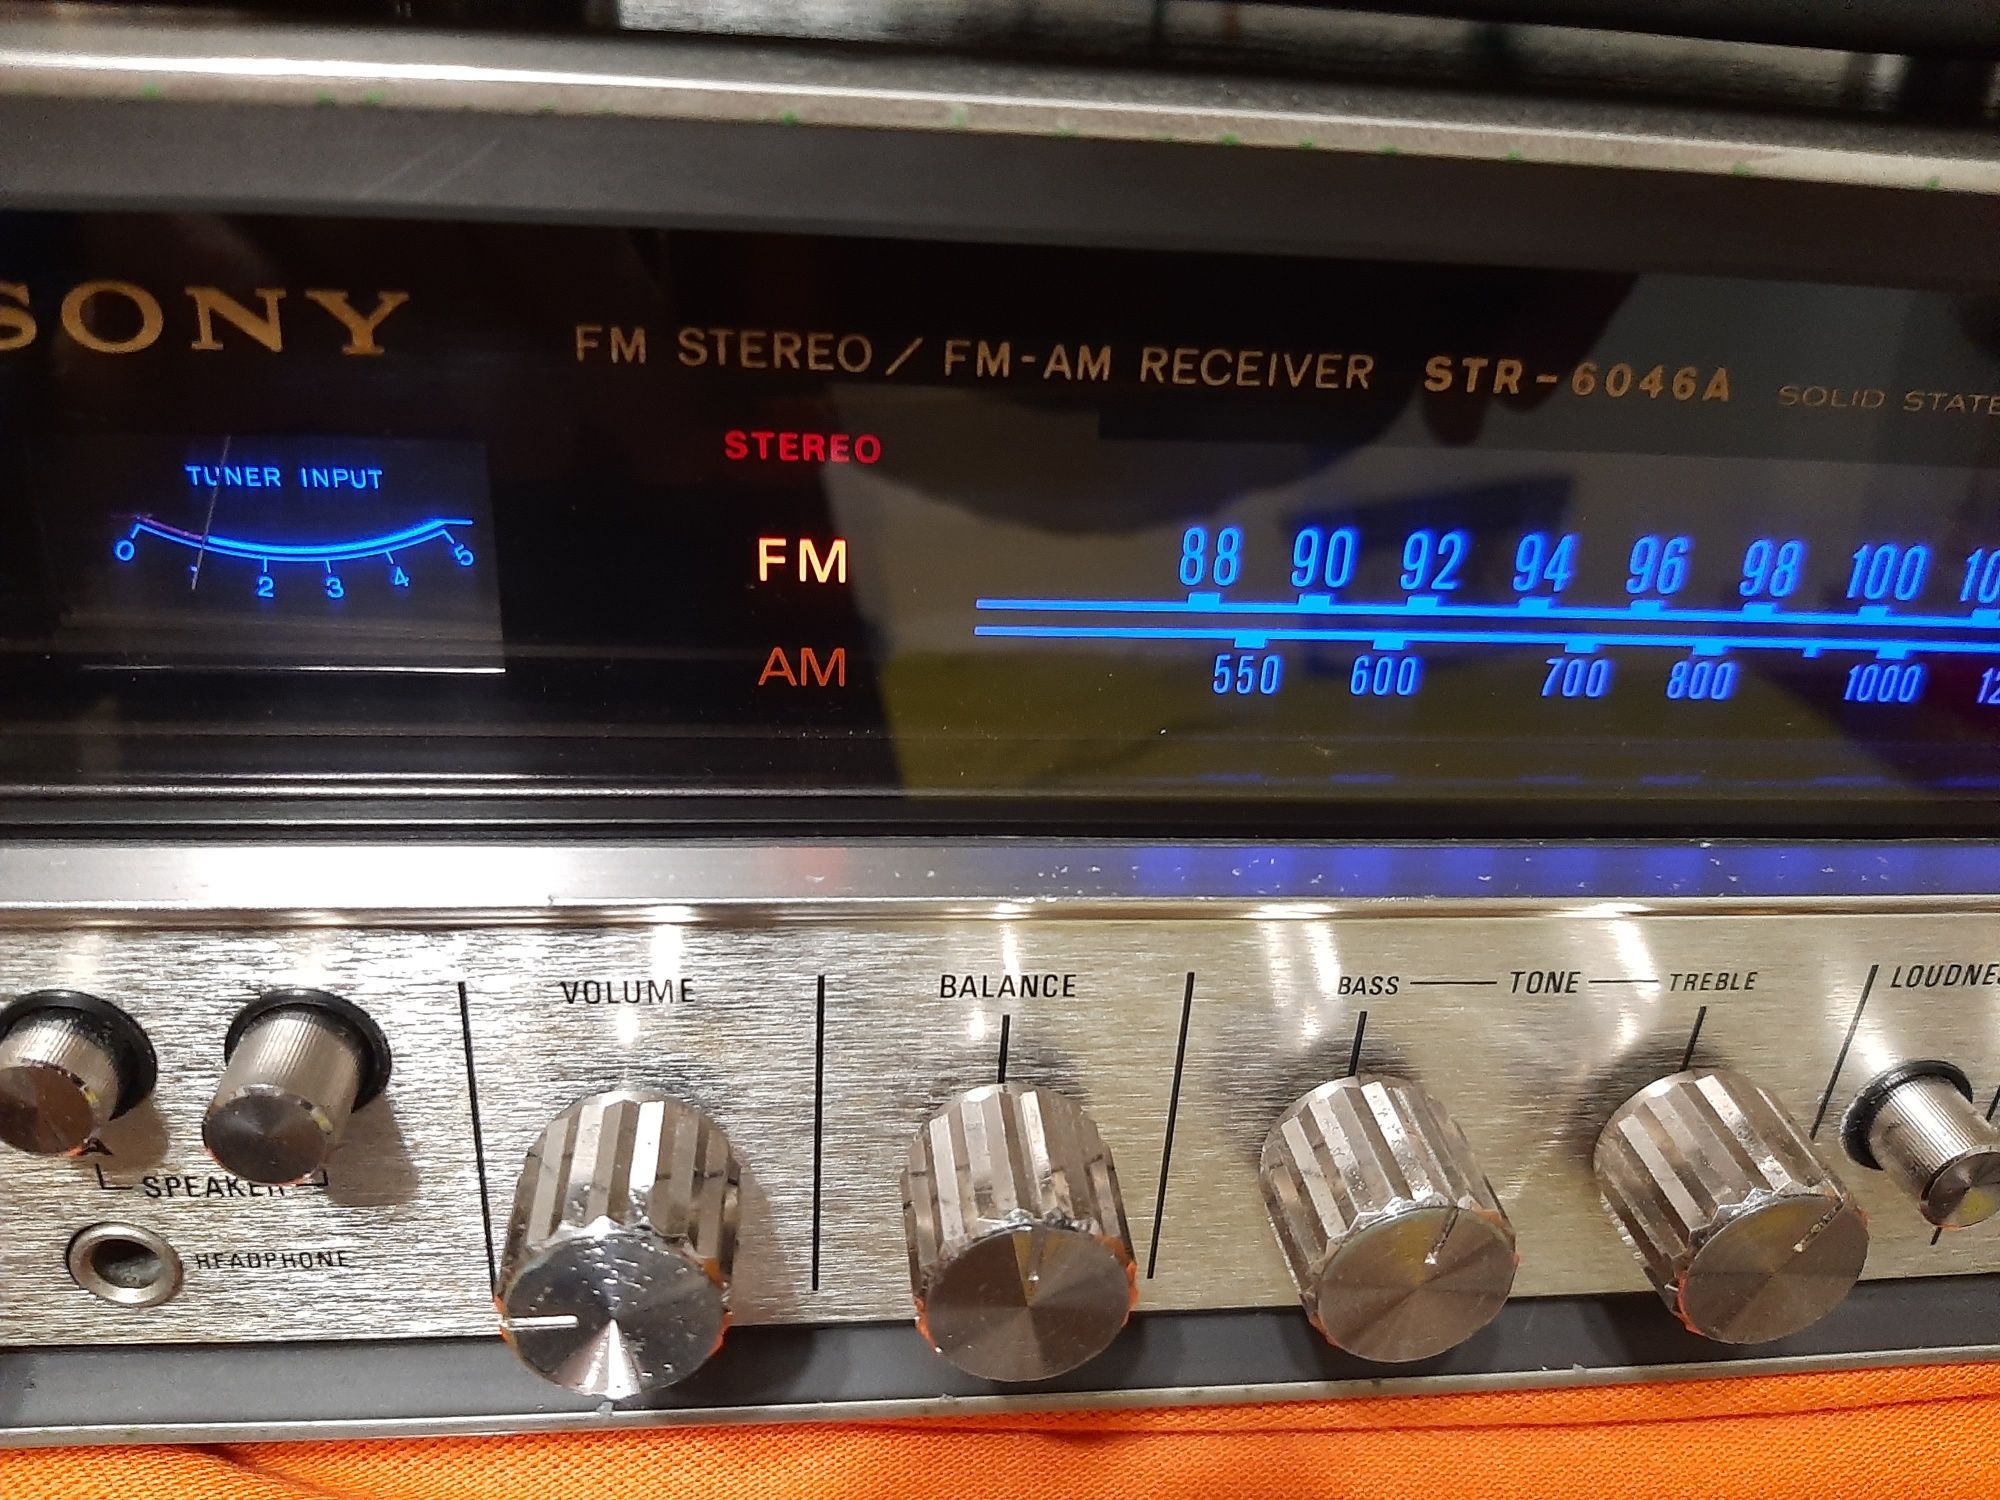 SONY
FM STEREO / FM-AM RECEIVER STR-6046A SOLID STATE
STEREO
TUNER INPUT
0 1 2 3 4 5
FM
88 90 92 94 96 98 100
AM
550 600 700 800 1000
VOLUME
BALANCE
BASS TONE TREBLE
A
SPEAKER
HEADPHONE